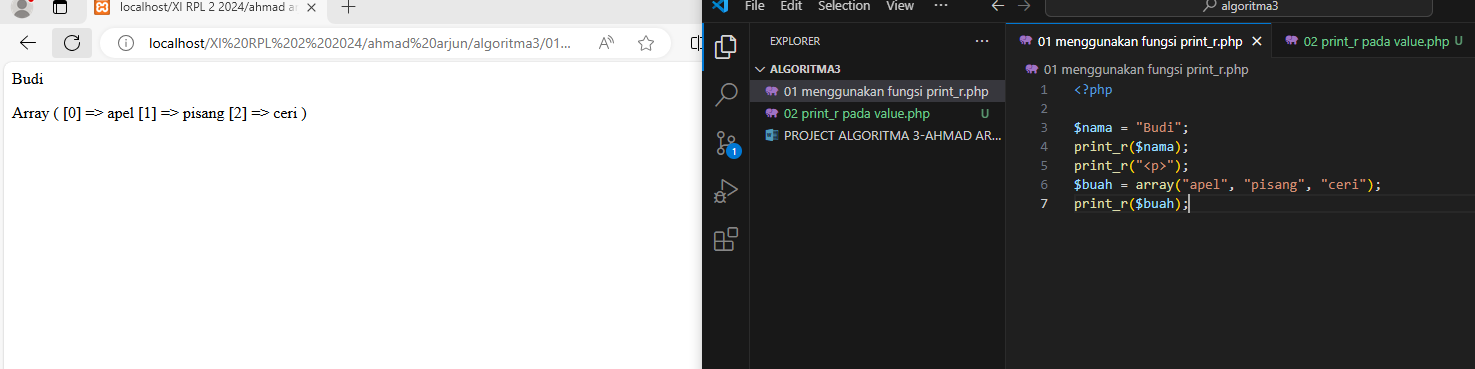 localhost/XI RPL 2 2024/ahmad ar
localhost/XI%20RPL%202%202024/ahmad%20arjun/algoritma3/01...
Budi
Array ( [0] => apel [1] => pisang [2] => ceri )
File Edit Selection View ...
algoritma3
EXPLORER
ALGORITMA3
01 menggunakan fungsi print_r.php
02 print_r pada value.php U
PROJECT ALGORITMA 3-AHMAD AR...
1
01 menggunakan fungsi print_r.php
02 print_r pada value.php U
01 menggunakan fungsi print_r.php
1 <?php
2
3 $nama = "Budi";
4 print_r($nama);
5 print_r("<p>");
6 $buah = array("apel", "pisang", "ceri");
7 print_r($buah);